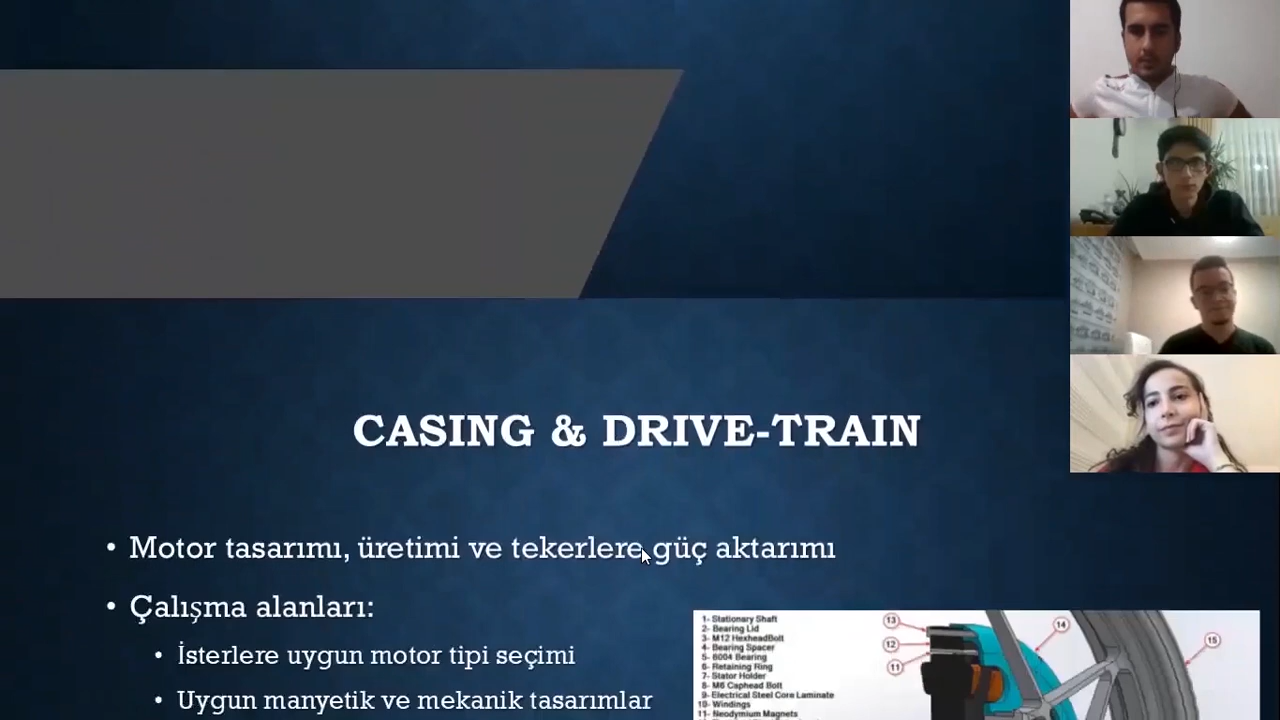 CASING & DRIVE-TRAIN
• Motor tasarımı, üretimi ve tekerlere güç aktarımı
• Çalışma alanları:
• İsterlere uygun motor tipi seçimi
• Uygun manyetik ve mekanik tasarımlar
1- Stationary Shaft
2- Bearing Lid
3- M12 HexheadBolt
4- Bearing Spacer
5- 6004 Bearing
6- Retaining Ring
7- Stator Holder
8- M6 Caphead Bolt
9- Electrical Steel Core Laminate
10- Windings
11- Neodymium Magnets
13
12
11
14
15